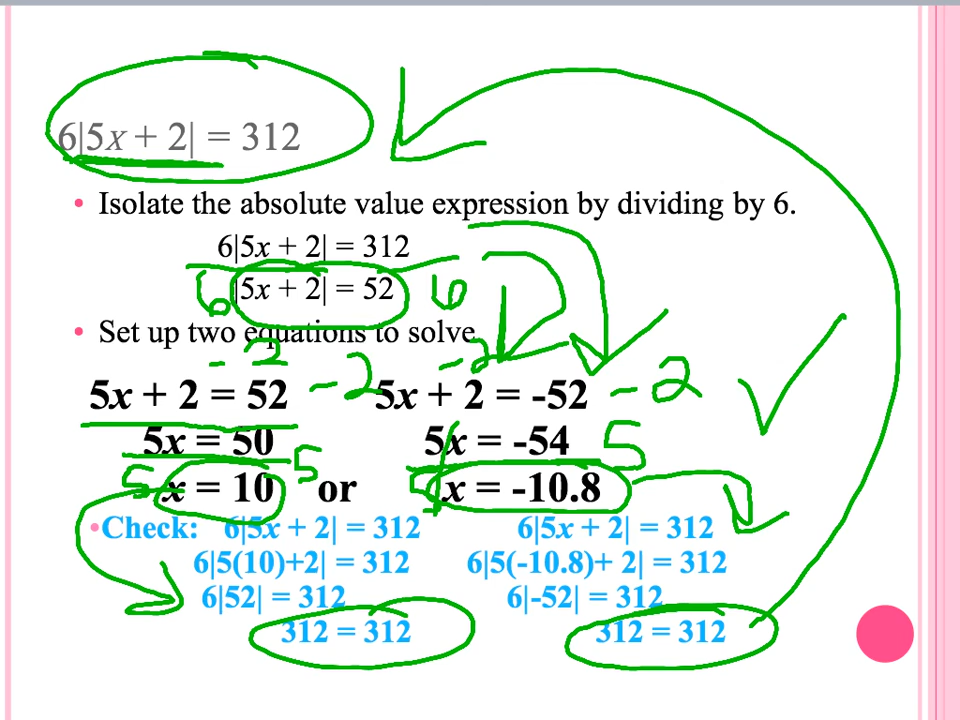 6|5x + 2| = 312
• Isolate the absolute value expression by dividing by 6.
6|5x + 2| = 312
6 6
|5x + 2| = 52
• Set up two equations to solve
- 2 - 2
5x + 2 = 52 - 2 5x + 2 = -52 - 2
5x = 50 5x = -54
5 5 5 5
x = 10 or x = -10.8
•Check: 6|5x + 2| = 312 6|5x + 2| = 312
6|5(10)+2| = 312 6|5(-10.8)+ 2| = 312
6|52| = 312 6|-52| = 312
312 = 312 312 = 312